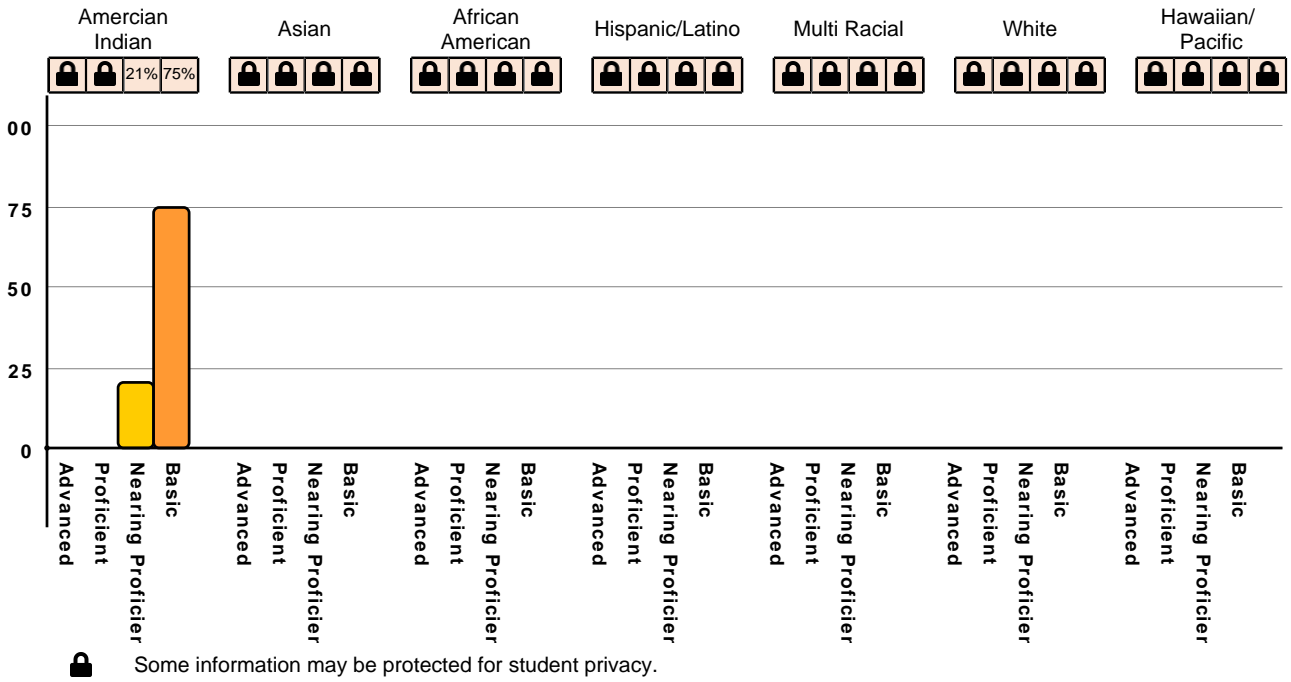 Amercian
Indian
Asian
African
American
Hispanic/Latino
Multi Racial
White
Hawaiian/
Pacific
21% 75%
00
75
50
25
0
Advanced
Proficient
Nearing Proficier
Basic
Advanced
Proficient
Nearing Proficier
Basic
Advanced
Proficient
Nearing Proficier
Basic
Advanced
Proficient
Nearing Proficier
Basic
Advanced
Proficient
Nearing Proficier
Basic
Advanced
Proficient
Nearing Proficier
Basic
Advanced
Proficient
Nearing Proficier
Basic
Some information may be protected for student privacy.